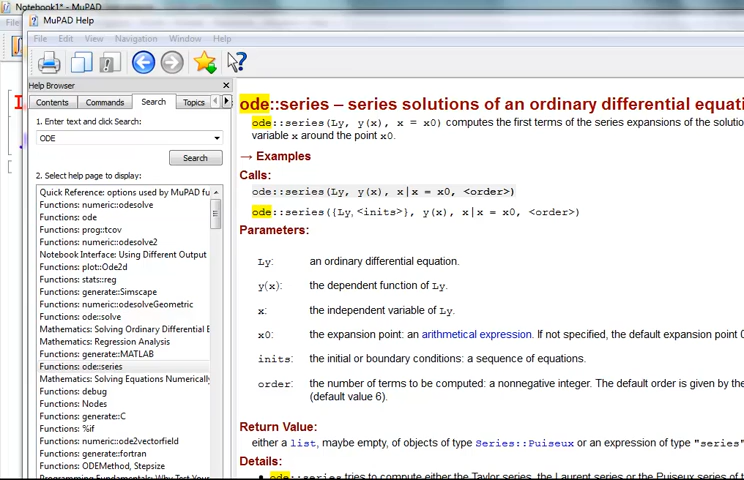 Notebook1* - MuPAD
MuPAD Help
File Edit View Navigation Window Help
Help Browser
Contents Commands Search Topics
1. Enter text and click Search:
ODE
Search
2. Select help page to display:
Quick Reference: options used by MuPAD fu
Functions: numeric::odesolve
Functions: ode
Functions: prog::tcov
Functions: numeric::odesolve2
Notebook Interface: Using Different Output
Functions: plot::Ode2d
Functions: stats::reg
Functions: generate::Simscape
Functions: numeric::odesolveGeometric
Functions: ode::solve
Mathematics: Solving Ordinary Differential E
Mathematics: Regression Analysis
Functions: generate::MATLAB
Functions: ode::series
Mathematics: Solving Equations Numerically
Functions: debug
Functions: Nodes
Functions: generate::C
Functions: %if
Functions: numeric::ode2vectorfield
Functions: generate::fortran
Functions: ODEMethod, Stepsize
Programming Fundamentals: Why Test Your
ode::series – series solutions of an ordinary differential equati
ode::series(Ly, y(x), x = x0) computes the first terms of the series expansions of the solutio
variable x around the point x0.
→ Examples
Calls:
ode::series(Ly, y(x), x|x = x0, <order>)
ode::series({Ly,<inits>}, y(x), x|x = x0, <order>)
Parameters:
Ly: an ordinary differential equation.
y(x): the dependent function of Ly.
x: the independent variable of Ly.
x0: the expansion point: an arithmetical expression. If not specified, the default expansion point 0
inits: the initial or boundary conditions: a sequence of equations.
order: the number of terms to be computed: a nonnegative integer. The default order is given by the
(default value 6).
Return Value:
either a list, maybe empty, of objects of type Series::Puiseux or an expression of type "series"
Details:
• ode::series tries to compute either the Taylor series, the Laurent series or the Puiseux series of t